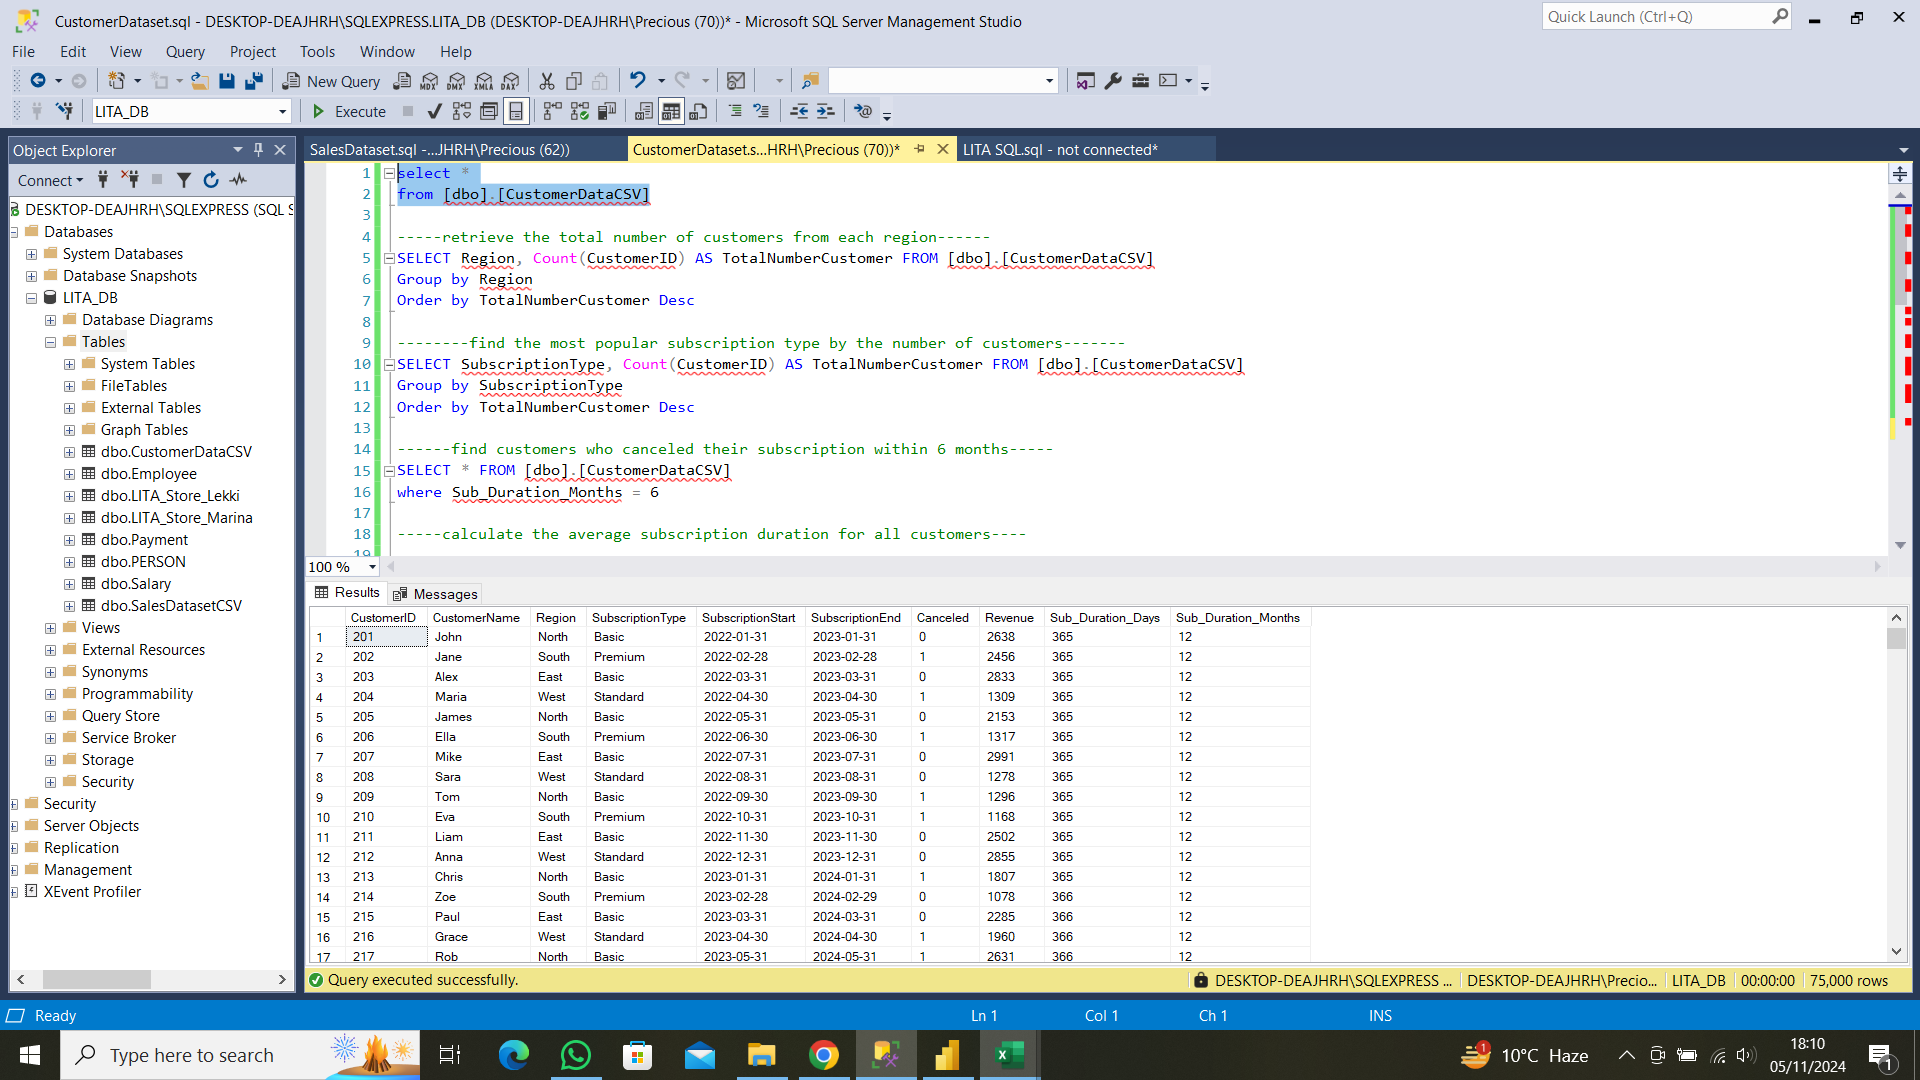 CustomerDataset.sql - DESKTOP-DEAJHRH\SQLEXPRESS.LITA_DB (DESKTOP-DEAJHRH\Precious (70))* - Microsoft SQL Server Management Studio
Quick Launch (Ctrl+Q)
File Edit View Query Project Tools Window Help
New Query MDX DMX XMLA DAX
LITA_DB Execute
Object Explorer
SalesDataset.sql -...JHRH\Precious (62))
CustomerDataset.s...HRH\Precious (70))*
LITA SQL.sql - not connected*
Connect
DESKTOP-DEAJHRH\SQLEXPRESS (SQL S
Databases
System Databases
Database Snapshots
LITA_DB
Database Diagrams
Tables
System Tables
FileTables
External Tables
Graph Tables
dbo.CustomerDataCSV
dbo.Employee
dbo.LITA_Store_Lekki
dbo.LITA_Store_Marina
dbo.Payment
dbo.PERSON
dbo.Salary
dbo.SalesDatasetCSV
Views
External Resources
Synonyms
Programmability
Query Store
Service Broker
Storage
Security
Security
Server Objects
Replication
Management
XEvent Profiler
1 select *
2 from [dbo].[CustomerDataCSV]
3
4 -----retrieve the total number of customers from each region------
5 SELECT Region, Count(CustomerID) AS TotalNumberCustomer FROM [dbo].[CustomerDataCSV]
6 Group by Region
7 Order by TotalNumberCustomer Desc
8
9 --------find the most popular subscription type by the number of customers-------
10 SELECT SubscriptionType, Count(CustomerID) AS TotalNumberCustomer FROM [dbo].[CustomerDataCSV]
11 Group by SubscriptionType
12 Order by TotalNumberCustomer Desc
13
14 ------find customers who canceled their subscription within 6 months-----
15 SELECT * FROM [dbo].[CustomerDataCSV]
16 where Sub_Duration_Months = 6
17
18 -----calculate the average subscription duration for all customers----
19
100 %
Results Messages
CustomerID CustomerName Region SubscriptionType SubscriptionStart SubscriptionEnd Canceled Revenue Sub_Duration_Days Sub_Duration_Months
1 201 John North Basic 2022-01-31 2023-01-31 0 2638 365 12
2 202 Jane South Premium 2022-02-28 2023-02-28 1 2456 365 12
3 203 Alex East Basic 2022-03-31 2023-03-31 0 2833 365 12
4 204 Maria West Standard 2022-04-30 2023-04-30 1 1309 365 12
5 205 James North Basic 2022-05-31 2023-05-31 0 2153 365 12
6 206 Ella South Premium 2022-06-30 2023-06-30 1 1317 365 12
7 207 Mike East Basic 2022-07-31 2023-07-31 0 2991 365 12
8 208 Sara West Standard 2022-08-31 2023-08-31 0 1278 365 12
9 209 Tom North Basic 2022-09-30 2023-09-30 1 1296 365 12
10 210 Eva South Premium 2022-10-31 2023-10-31 1 1168 365 12
11 211 Liam East Basic 2022-11-30 2023-11-30 0 2502 365 12
12 212 Anna West Standard 2022-12-31 2023-12-31 0 2855 365 12
13 213 Chris North Basic 2023-01-31 2024-01-31 1 1807 365 12
14 214 Zoe South Premium 2023-02-28 2024-02-29 0 1078 366 12
15 215 Paul East Basic 2023-03-31 2024-03-31 0 2285 366 12
16 216 Grace West Standard 2023-04-30 2024-04-30 1 1960 366 12
17 217 Rob North Basic 2023-05-31 2024-05-31 1 2631 366 12
Query executed successfully.
DESKTOP-DEAJHRH\SQLEXPRESS ... DESKTOP-DEAJHRH\Precio... LITA_DB 00:00:00 75,000 rows
Ready Ln 1 Col 1 Ch 1 INS
Type here to search
1 10°C Haze
18:10
05/11/2024
1